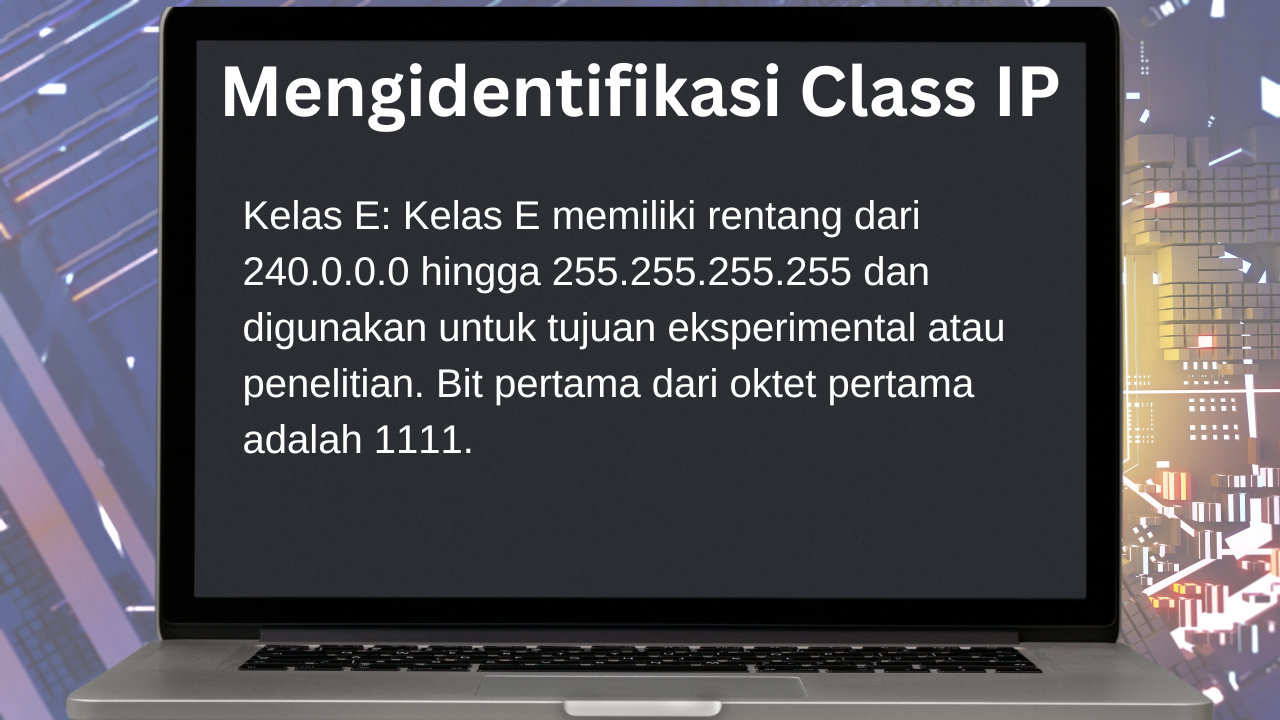 Mengidentifikasi Class IP
Kelas E: Kelas E memiliki rentang dari
240.0.0.0 hingga 255.255.255.255 dan
digunakan untuk tujuan eksperimental atau
penelitian. Bit pertama dari oktet pertama
adalah 1111.